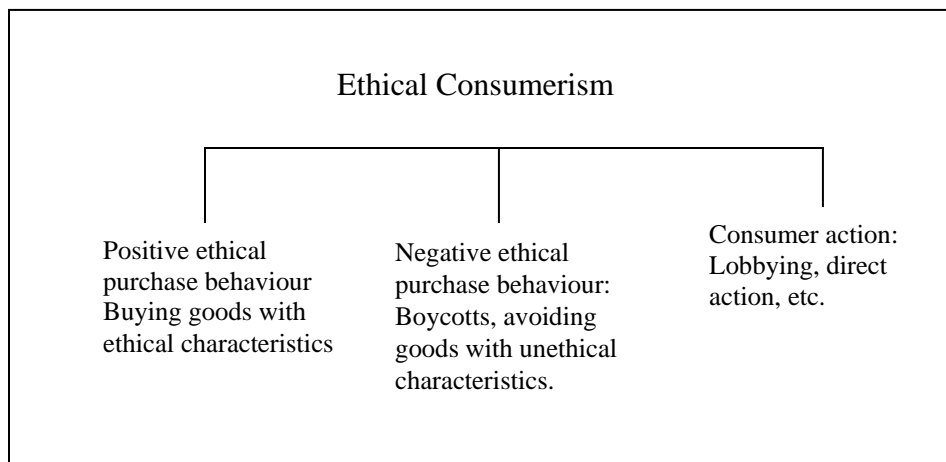 Ethical Consumerism
Positive ethical
purchase behaviour
Buying goods with
ethical characteristics
Negative ethical
purchase behaviour:
Boycotts, avoiding
goods with unethical
characteristics.
Consumer action:
Lobbying, direct
action, etc.